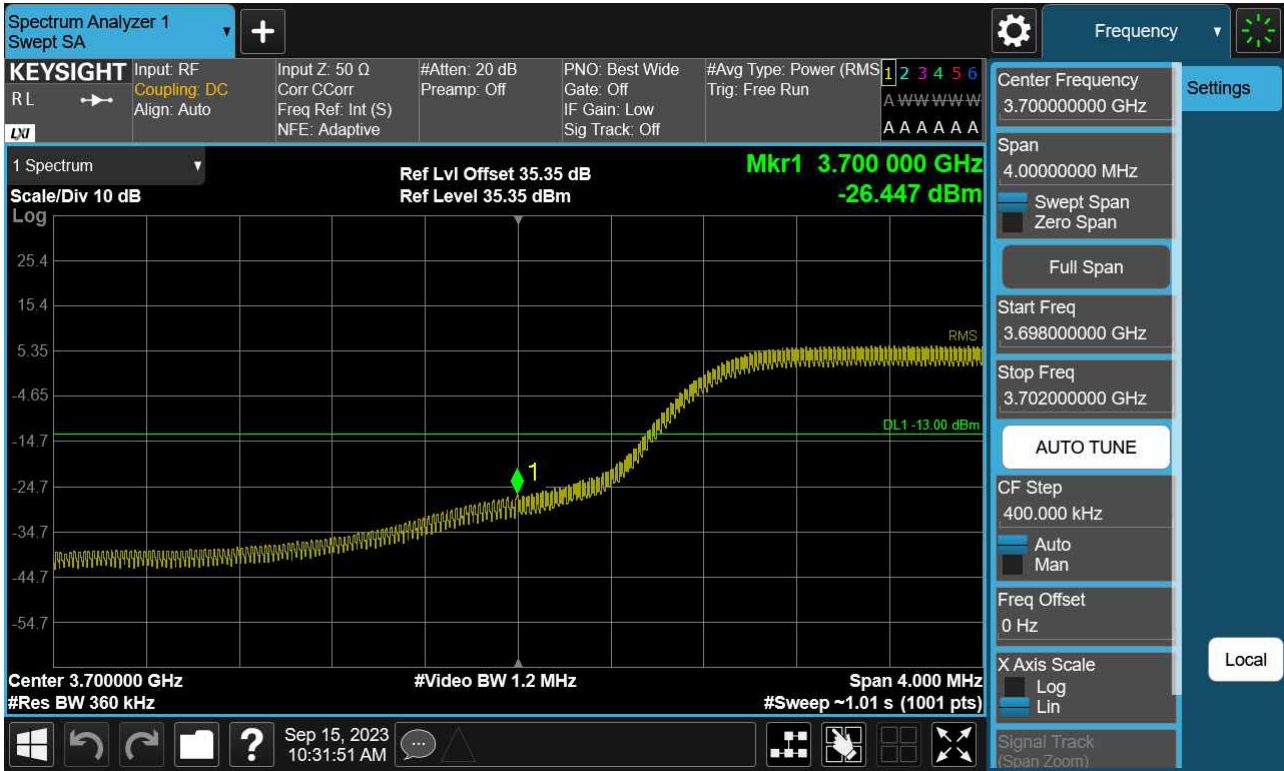 Spectrum Analyzer 1
Swept SA
Frequency
KEYSIGHT
RL
LXI
Input: RF
Coupling: DC
Align: Auto
Input Z: 50 Ω
Corr CCorr
Freq Ref: Int (S)
NFE: Adaptive
#Atten: 20 dB
Preamp: Off
PNO: Best Wide
Gate: Off
IF Gain: Low
Sig Track: Off
#Avg Type: Power (RMS
Trig: Free Run
1 2 3 4 5 6
A W W W W W
A A A A A A
1 Spectrum
Scale/Div 10 dB
Log
Ref Lvl Offset 35.35 dB
Ref Level 35.35 dBm
Mkr1 3.700 000 GHz
-26.447 dBm
25.4
15.4
5.35
-4.65
-14.7
-24.7
-34.7
-44.7
-54.7
RMS
DL1 -13.00 dBm
1
Center 3.700000 GHz
#Res BW 360 kHz
#Video BW 1.2 MHz
Span 4.000 MHz
#Sweep ~1.01 s (1001 pts)
Center Frequency
3.700000000 GHz
Span
4.00000000 MHz
Swept Span
Zero Span
Full Span
Start Freq
3.698000000 GHz
Stop Freq
3.702000000 GHz
AUTO TUNE
CF Step
400.000 kHz
Auto
Man
Freq Offset
0 Hz
X Axis Scale
Log
Lin
Signal Track
(Span Zoom)
Settings
Local
?
Sep 15, 2023
10:31:51 AM